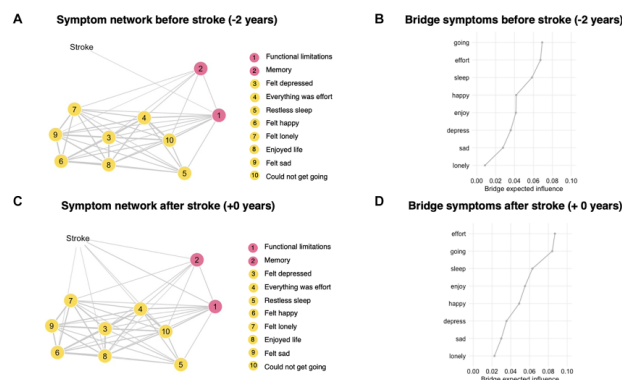 A
Symptom network before stroke (-2 years)
Stroke
2
1
7
4
9
3
10
6
8
5
1 Functional limitations
2 Memory
3 Felt depressed
4 Everything was effort
5 Restless sleep
6 Felt happy
7 Felt lonely
8 Enjoyed life
9 Felt sad
10 Could not get going
B
Bridge symptoms before stroke (-2 years)
going
effort
sleep
happy
enjoy
depress
sad
lonely
0.00 0.02 0.04 0.06 0.08 0.10
Bridge expected influence
C
Symptom network after stroke (+0 years)
Stroke
2
1
7
4
9
3
10
6
8
5
1 Functional limitations
2 Memory
3 Felt depressed
4 Everything was effort
5 Restless sleep
6 Felt happy
7 Felt lonely
8 Enjoyed life
9 Felt sad
10 Could not get going
D
Bridge symptoms after stroke (+ 0 years)
effort
going
sleep
enjoy
happy
depress
sad
lonely
0.00 0.02 0.04 0.06 0.08 0.10
Bridge expected influence